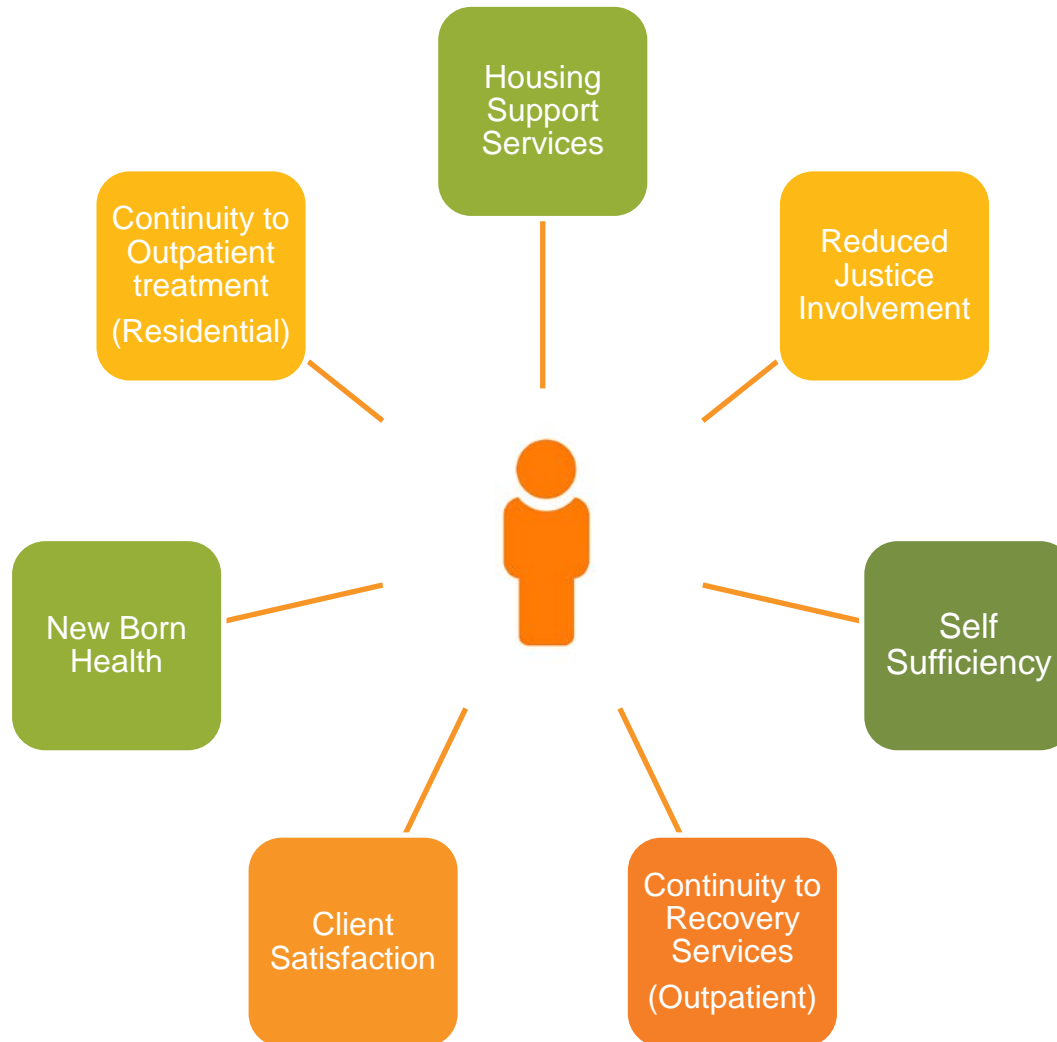 Housing
Support
Services
Continuity to
Outpatient
treatment
(Residential)
Reduced
Justice
Involvement
New Born
Health
Self
Sufficiency
Client
Satisfaction
Continuity to
Recovery
Services
(Outpatient)